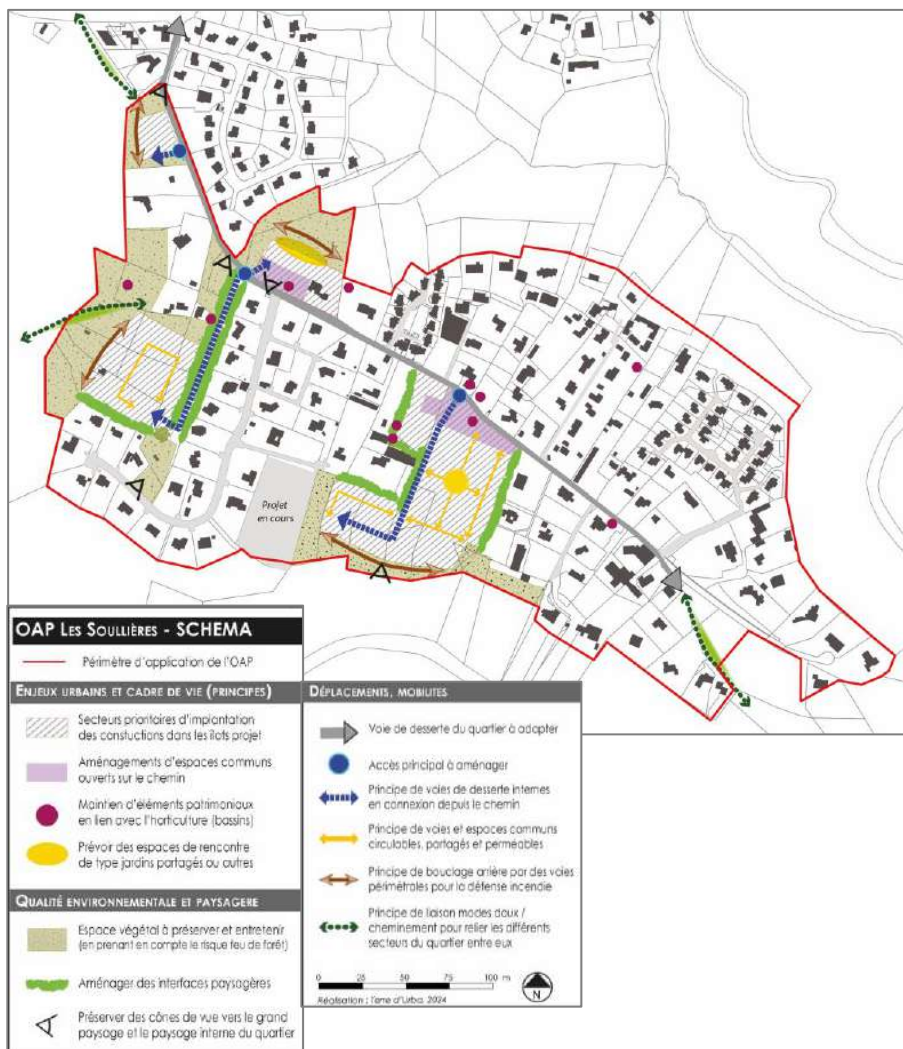 Projet
en cours
OAP LES SOULLIÈRES - SCHEMA
Périmètre d'application de l'OAP
ENJEUX URBAINS ET CADRE DE VIE (PRINCIPES)
Secteurs prioritaires d'implantation
des constuctions dans les îlots projet
Aménagements d'espaces communs
ouverts sur le chemin
Maintien d'éléments patrimoniaux
en lien avec l'horticulture (bassins)
Prévoir des espaces de rencontre
de type jardins partagés ou autres
QUALITÉ ENVIRONNEMENTALE ET PAYSAGERE
Espace végétal à préserver et entretenir
(en prenant en compte le risque feu de forêt)
Aménager des interfaces paysagères
Préserver des cônes de vue vers le grand
paysage et le paysage interne du quartier
DÉPLACEMENTS, MOBILITES
Voie de desserte du quartier à adapter
Accès principal à aménager
Principe de voies de desserte internes
en connexion depuis le chemin
Principe de voies et espaces communs
circulables, partagés et perméables
Principe de bouclage arrière par des voies
périmétrales pour la défense incendie
Principe de liaison modes doux /
cheminement pour relier les différents
secteurs du quartier entre eux
0 25 50 75 100 m
Réalisation : Terre d'Urba, 2024
N